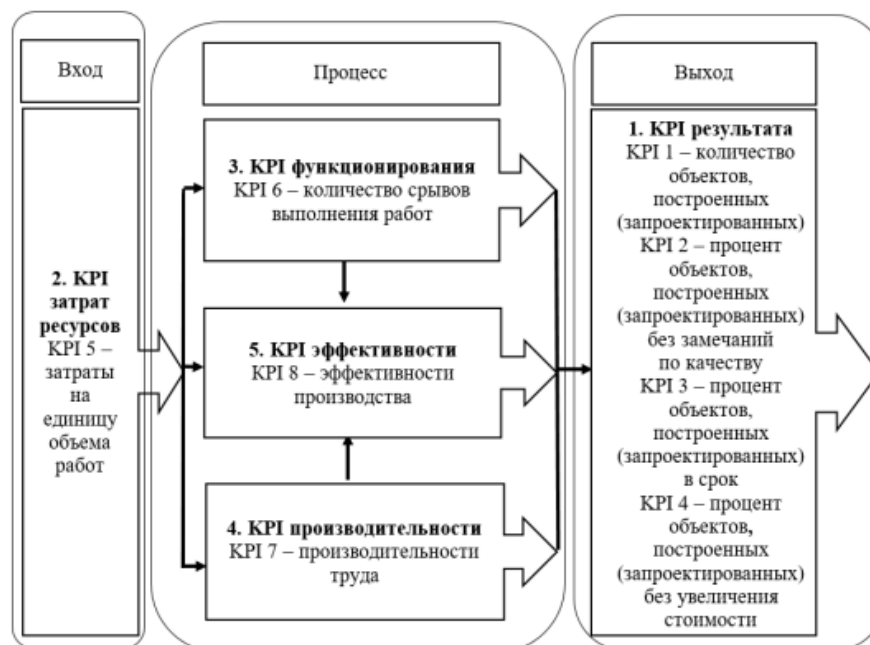 Вход
2. KPI
затрат
ресурсов
KPI 5 –
затраты
на
единицу
объема
работ
Процесс
3. KPI функционирования
KPI 6 – количество срывов
выполнения работ
5. KPI эффективности
KPI 8 – эффективности
производства
4. KPI производительности
KPI 7 – производительности
труда
Выход
1. KPI результата
KPI 1 – количество
объектов,
построенных
(запроектированных)
KPI 2 – процент
объектов,
построенных
(запроектированных)
без замечаний
по качеству
KPI 3 – процент
объектов,
построенных
(запроектированных)
в срок
KPI 4 – процент
объектов,
построенных
(запроектированных)
без увеличения
стоимости